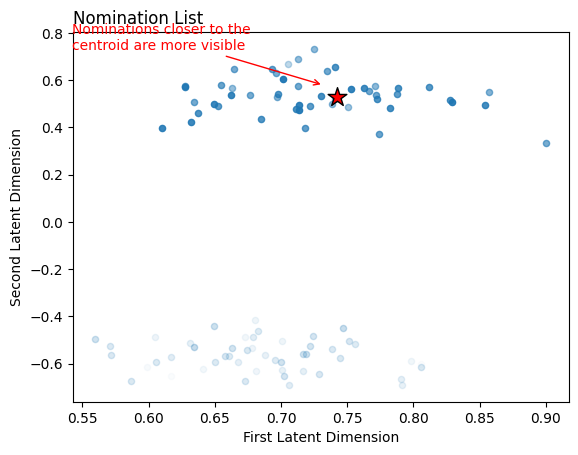 Nomination List
Nominations closer to the
centroid are more visible
0.8
0.6
0.4
0.2
0.0
−0.2
−0.4
−0.6
Second Latent Dimension
0.55 0.60 0.65 0.70 0.75 0.80 0.85 0.90
First Latent Dimension